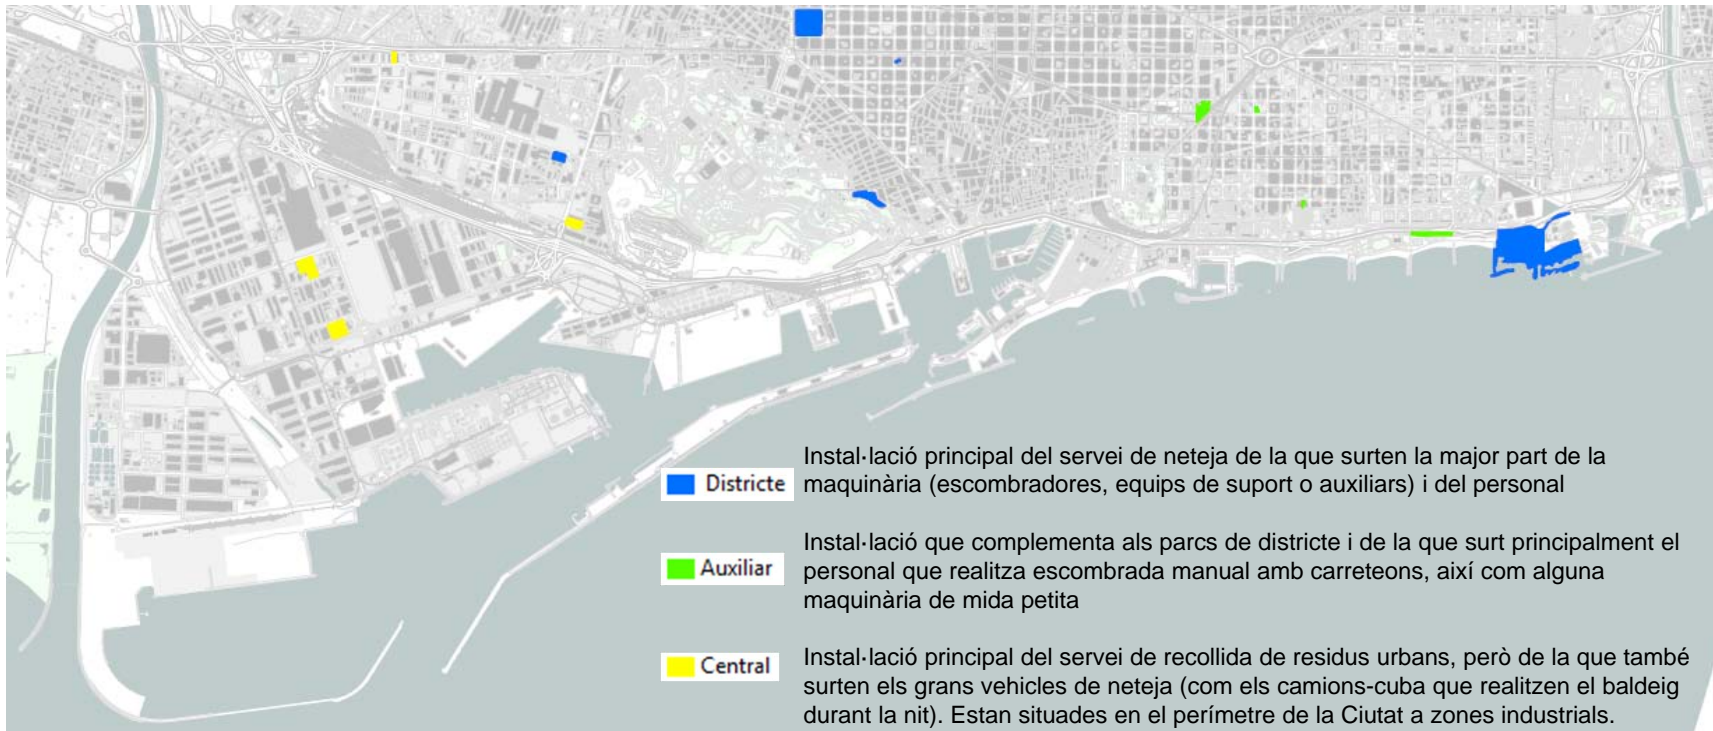 Districte
Instal·lació principal del servei de neteja de la que surten la major part de la
maquinària (escombradores, equips de suport o auxiliars) i del personal
Auxiliar
Instal·lació que complementa als parcs de districte i de la que surt principalment el
personal que realitza escombrada manual amb carreteons, així com alguna
maquinària de mida petita
Central
Instal·lació principal del servei de recollida de residus urbans, però de la que també
surten els grans vehicles de neteja (com els camions-cuba que realitzen el baldeig
durant la nit). Estan situades en el perímetre de la Ciutat a zones industrials.